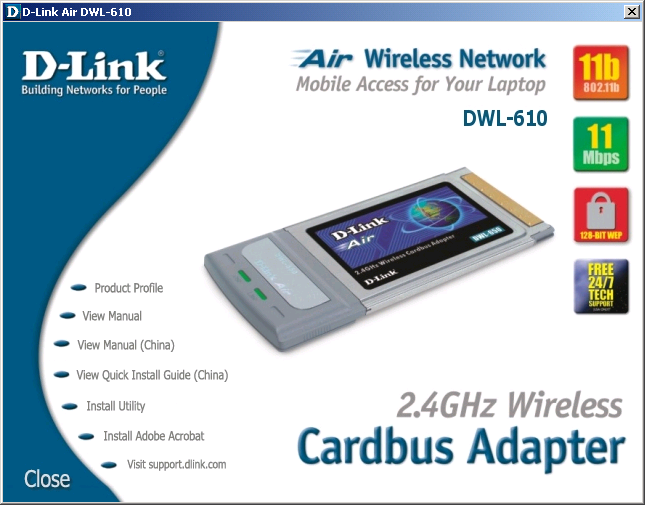 D-Link Air DWL-610
D-Link
Building Networks for People
Air Wireless Network
Mobile Access for Your Laptop
DWL-610
11b
802.11b
11
Mbps
128-BIT WEP
FREE
24/7
TECH
SUPPORT
D-Link
Air
2.4GHz Wireless Cardbus Adapter
DWL-650
D-Link
D-Link Air
Product Profile
View Manual
View Manual (China)
View Quick Install Guide (China)
Install Utility
Install Adobe Acrobat
Visit support.dlink.com
Close
2.4GHz Wireless
Cardbus Adapter